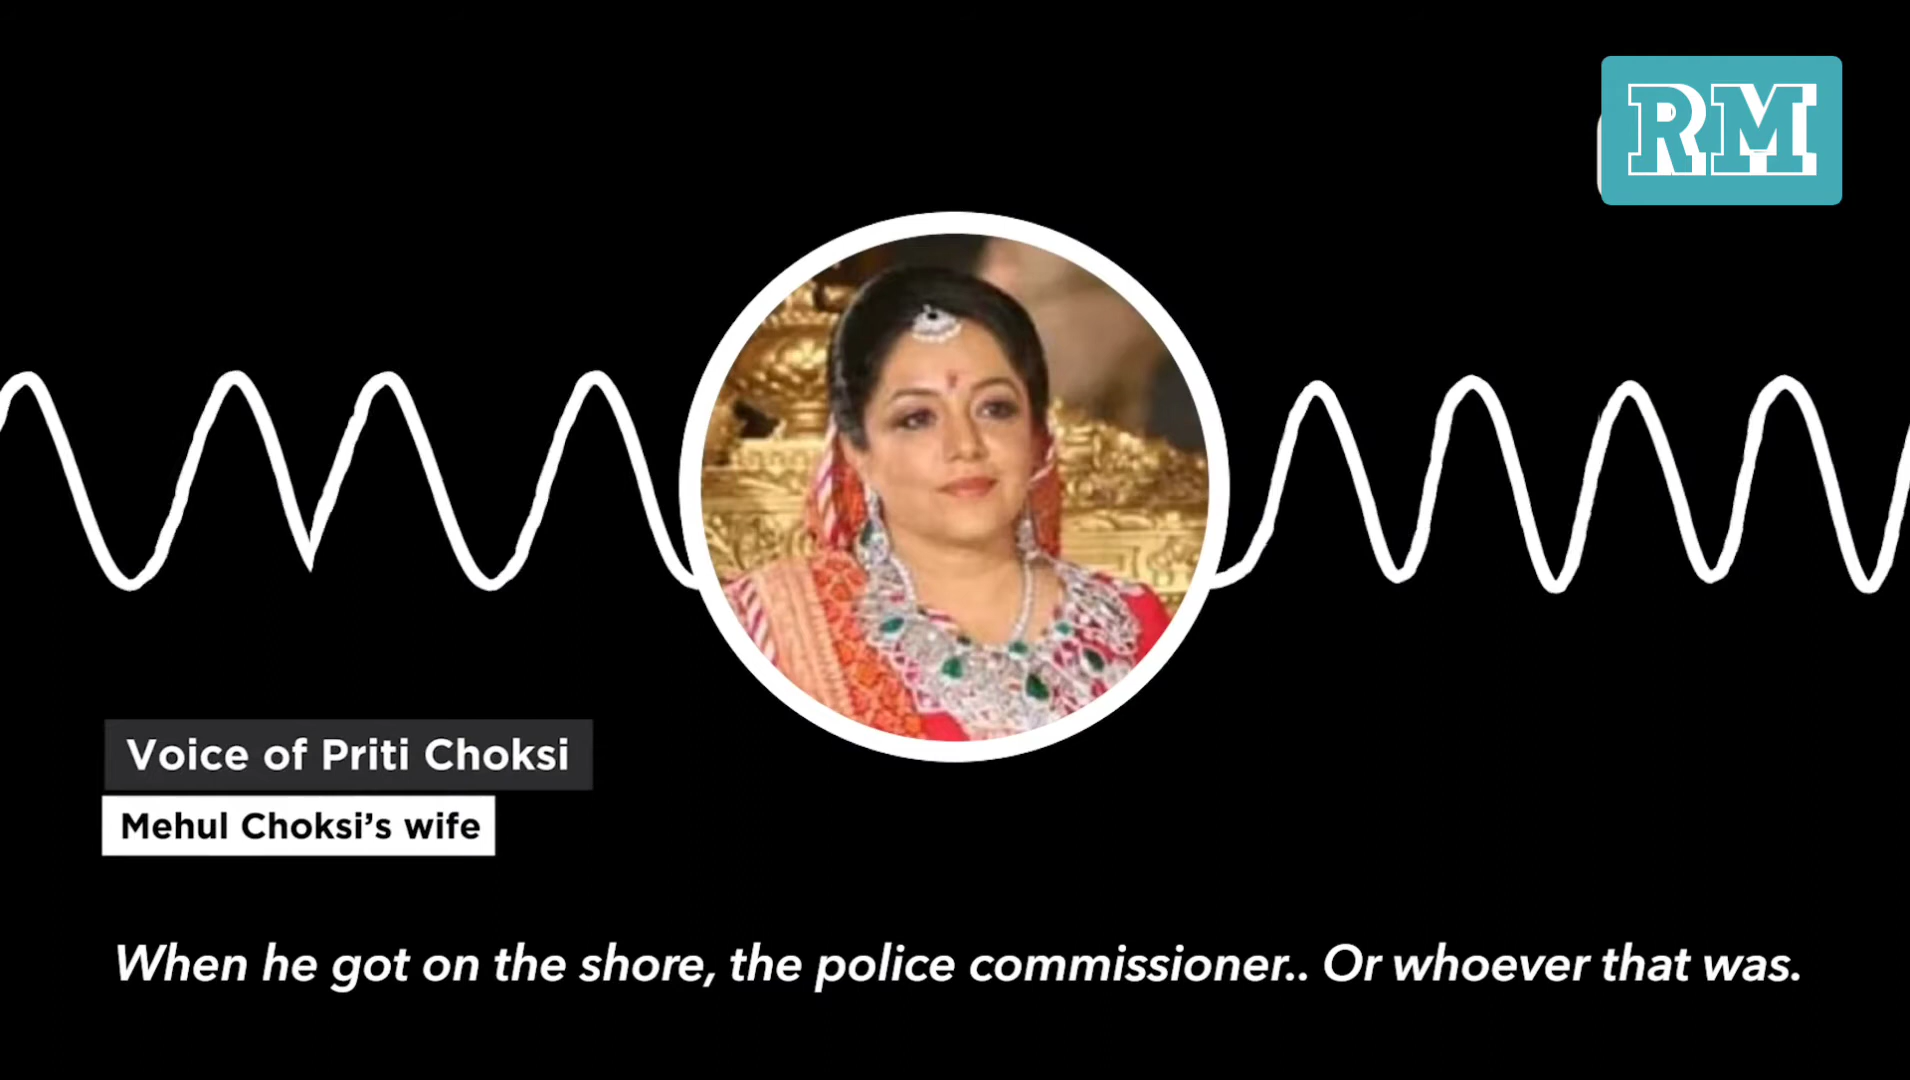 RM
Voice of Priti Choksi
Mehul Choksi's wife
When he got on the shore, the police commissioner.. Or whoever that was.